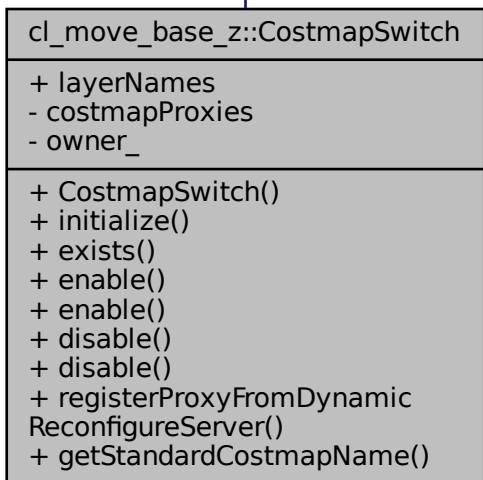 cl_move_base_z::CostmapSwitch
+ layerNames
- costmapProxies
- owner_
+ CostmapSwitch()
+ initialize()
+ exists()
+ enable()
+ enable()
+ disable()
+ disable()
+ registerProxyFromDynamic
ReconfigureServer()
+ getStandardCostmapName()